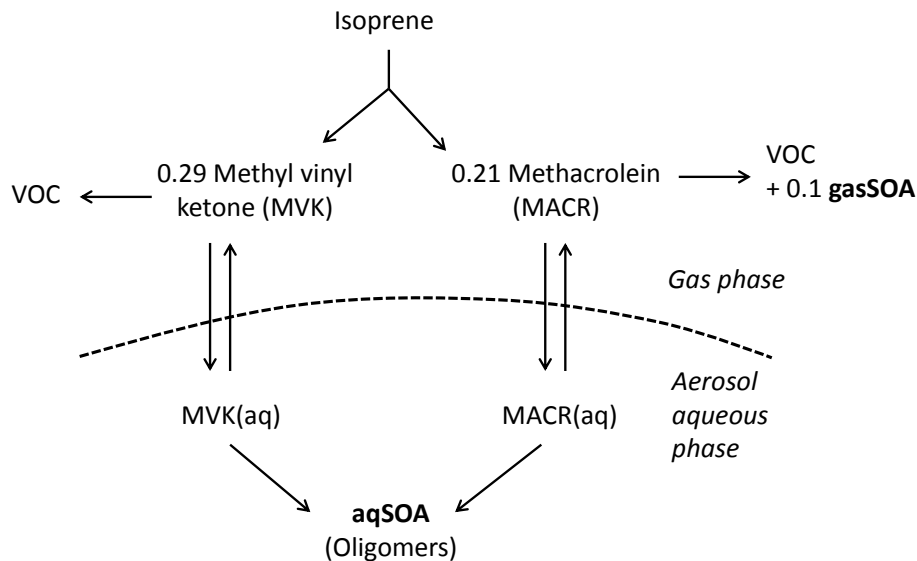 Isoprene
VOC
0.29 Methyl vinyl
ketone (MVK)
0.21 Methacrolein
(MACR)
VOC
+ 0.1 gasSOA
Gas phase
MVK(aq)
MACR(aq)
Aerosol
aqueous
phase
aqSOA
(Oligomers)